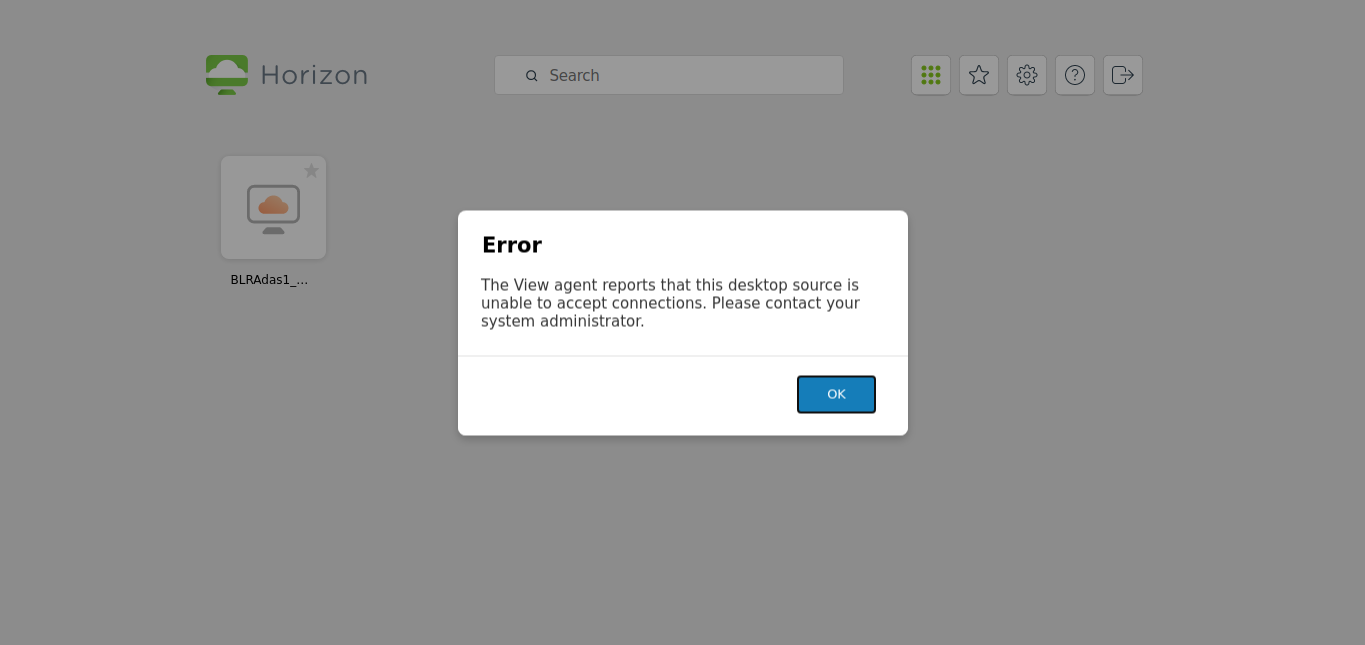 Horizon
Search
BLRAdas1_...
Error
The View agent reports that this desktop source is
unable to accept connections. Please contact your
system administrator.
OK